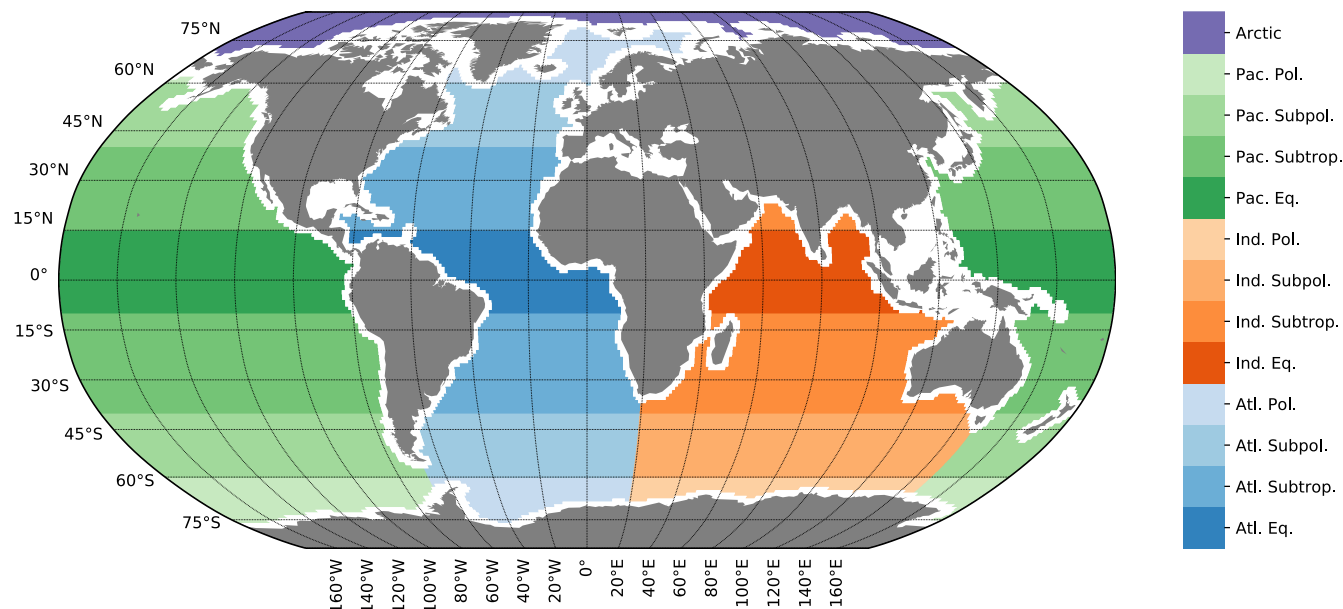 75°N
60°N
45°N
30°N
15°N
0°
15°S
30°S
45°S
60°S
75°S
160°W
140°W
120°W
100°W
80°W
60°W
40°W
20°W
0°
20°E
40°E
60°E
80°E
100°E
120°E
140°E
160°E
Arctic
Pac. Pol.
Pac. Subpol.
Pac. Subtrop.
Pac. Eq.
Ind. Pol.
Ind. Subpol.
Ind. Subtrop.
Ind. Eq.
Atl. Pol.
Atl. Subpol.
Atl. Subtrop.
Atl. Eq.